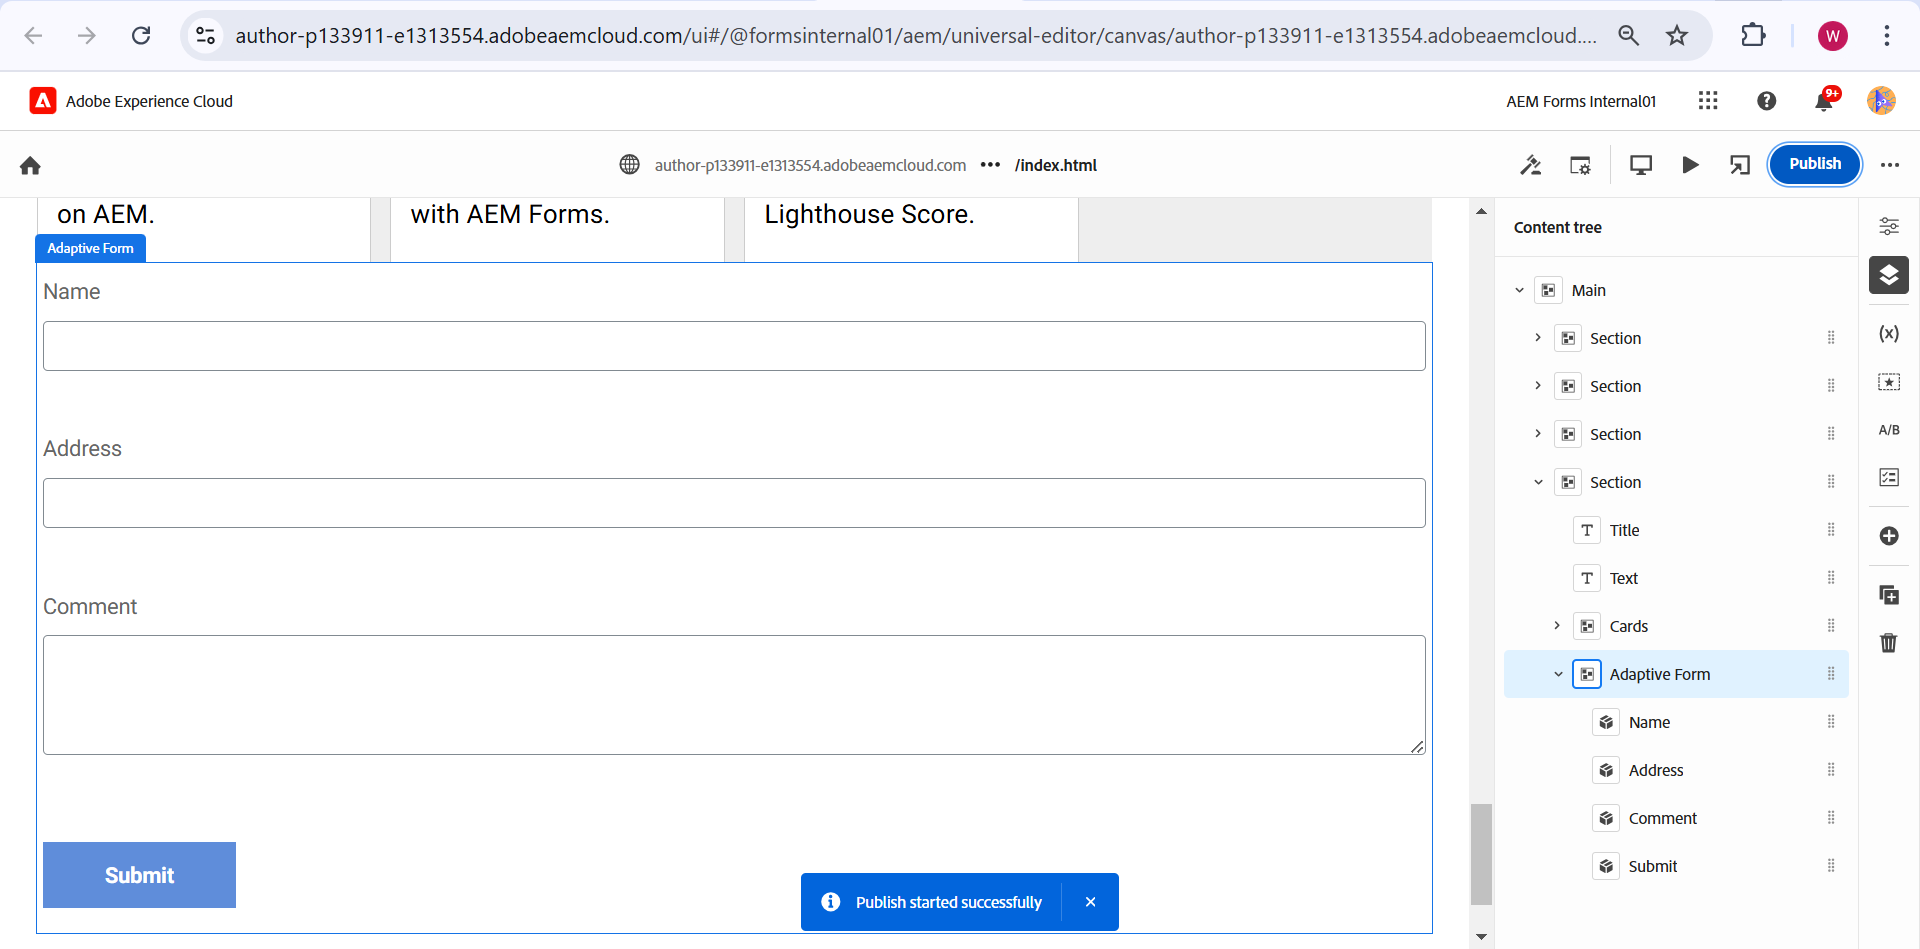 author-p133911-e1313554.adobeaemcloud.com/ui#/@formsinternal01/aem/universal-editor/canvas/author-p133911-e1313554.adobeaemcloud....
W
Adobe Experience Cloud
AEM Forms Internal01
9+
author-p133911-e1313554.adobeaemcloud.com ••• /index.html
Publish
on AEM.
with AEM Forms.
Lighthouse Score.
Adaptive Form
Name
Address
Comment
Submit
Publish started successfully
Content tree
Main
Section
Section
Section
Section
T Title
T Text
Cards
Adaptive Form
Name
Address
Comment
Submit
(x)
A/B